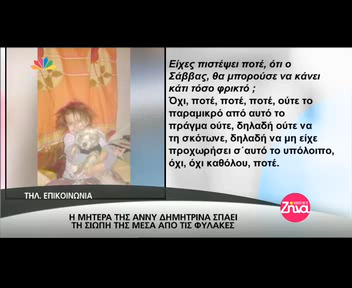 Είχες πιστέψει ποτέ, ότι ο
Σάββας, θα μπορούσε να κάνει
κάτι τόσο φρικτό ;
Όχι, ποτέ, ποτέ, ποτέ, ούτε το
παραμικρό από αυτό το
πράγμα ούτε, δηλαδή ούτε να
τη σκότωνε, δηλαδή να μην είχε
προχωρήσει σ΄αυτό το υπόλοιπο,
όχι, όχι καθόλου, ποτέ.
ΤΗΛ. ΕΠΙΚΟΙΝΩΝΙΑ
Η ΜΗΤΕΡΑ ΤΗΣ ΑΝΝΥ ΔΗΜΗΤΡΙΝΑ ΣΠΑΕΙ
ΤΗ ΣΙΩΠΗ ΤΗΣ ΜΕΣΑ ΑΠΟ ΤΙΣ ΦΥΛΑΚΕΣ
Ζήνα